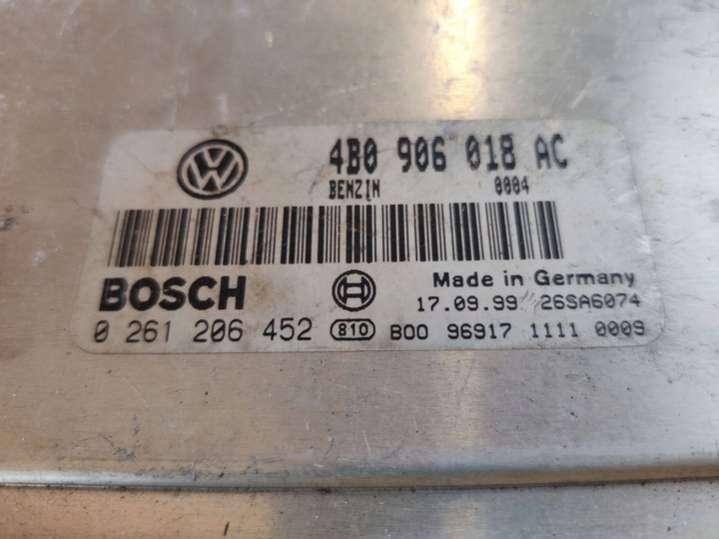 4B0 906 018 AC
BENZIN 0004
BOSCH Made in Germany
17.09.99 26SA6074
0 261 206 452 810 B00 96917 1111 0009